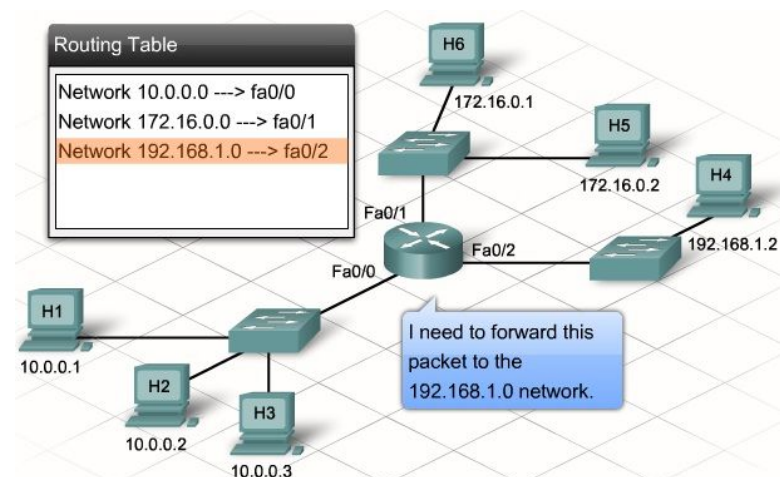 Routing Table
Network 10.0.0.0 ---> fa0/0
Network 172.16.0.0 ---> fa0/1
Network 192.168.1.0 ---> fa0/2
H6
172.16.0.1
H5
172.16.0.2
H4
192.168.1.2
Fa0/1
Fa0/2
Fa0/0
I need to forward this
packet to the
192.168.1.0 network.
H1
10.0.0.1
H2
10.0.0.2
H3
10.0.0.3